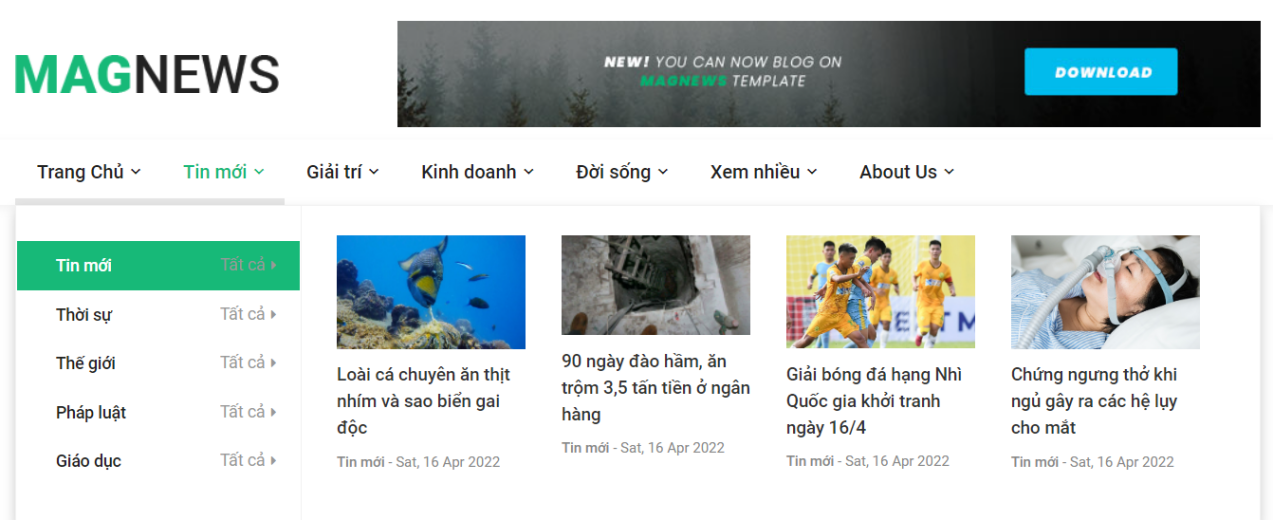 MAGNEWS
NEW! YOU CAN NOW BLOG ON
MAGNEWS TEMPLATE
DOWNLOAD
Trang Chủ Tin mới Giải trí Kinh doanh Đời sống Xem nhiều About Us
Tin mới Tất cả
Thời sự Tất cả
Thế giới Tất cả
Pháp luật Tất cả
Giáo dục Tất cả
Loài cá chuyên ăn thịt
nhím và sao biển gai
độc
Tin mới - Sat, 16 Apr 2022
90 ngày đào hầm, ăn
trộm 3,5 tấn tiền ở ngân
hàng
Tin mới - Sat, 16 Apr 2022
Giải bóng đá hạng Nhì
Quốc gia khởi tranh
ngày 16/4
Tin mới - Sat, 16 Apr 2022
Chứng ngưng thở khi
ngủ gây ra các hệ lụy
cho mắt
Tin mới - Sat, 16 Apr 2022